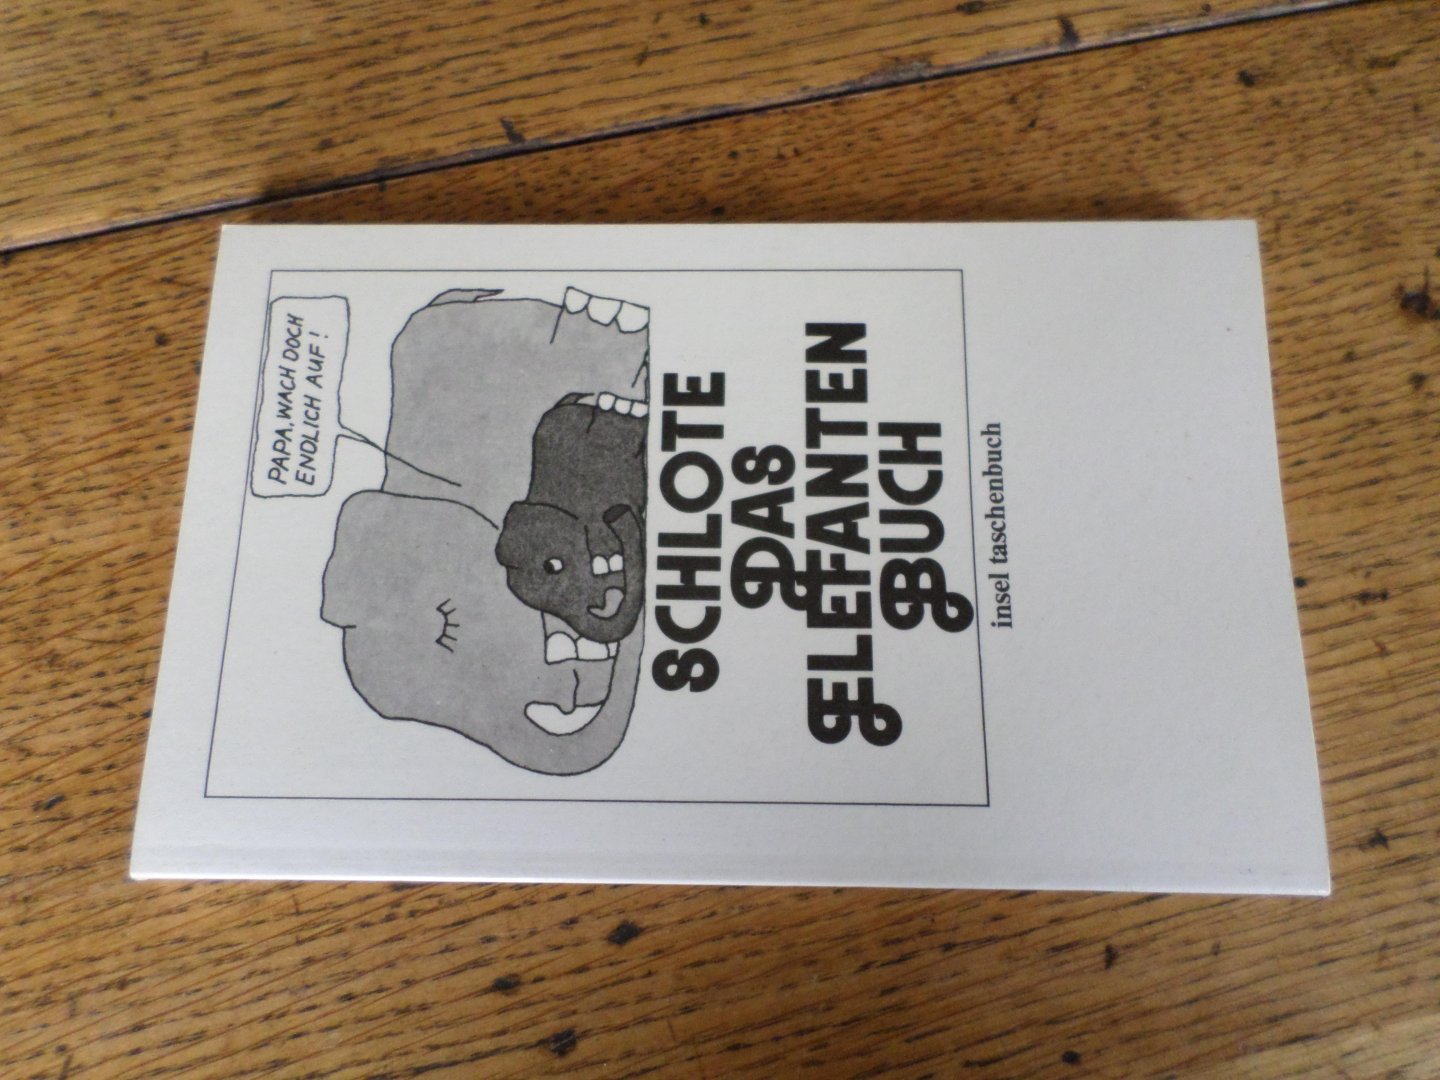 PAPA, WACH DOCH
ENDLICH AUF!
SCHLOTE
DAS
ELEFANTEN
BUCH
insel taschenbuch